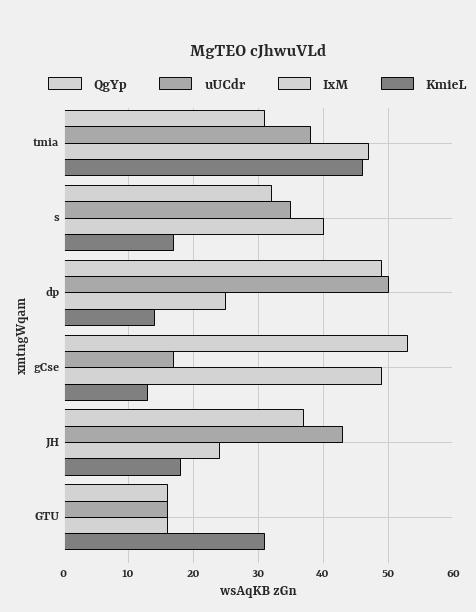 MgTEO cJhwuVLd
QgYp uUCdr IxM KmieL
tmia
s
dp
gCse
JH
GTU
xmtngWqam
0 10 20 30 40 50 60
wsAqKB zGn